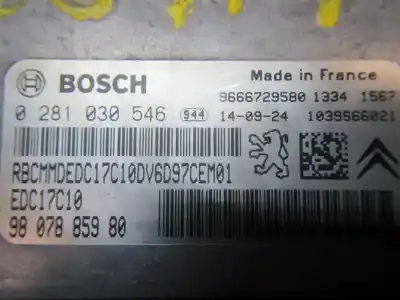 BOSCH
Made in France
0 281 030 546 944
9666729580 1334 1567
14-09-24 1039S66021
RBCMMDEDC17C10DV6D97CEM01
EDC17C10
98 078 859 80